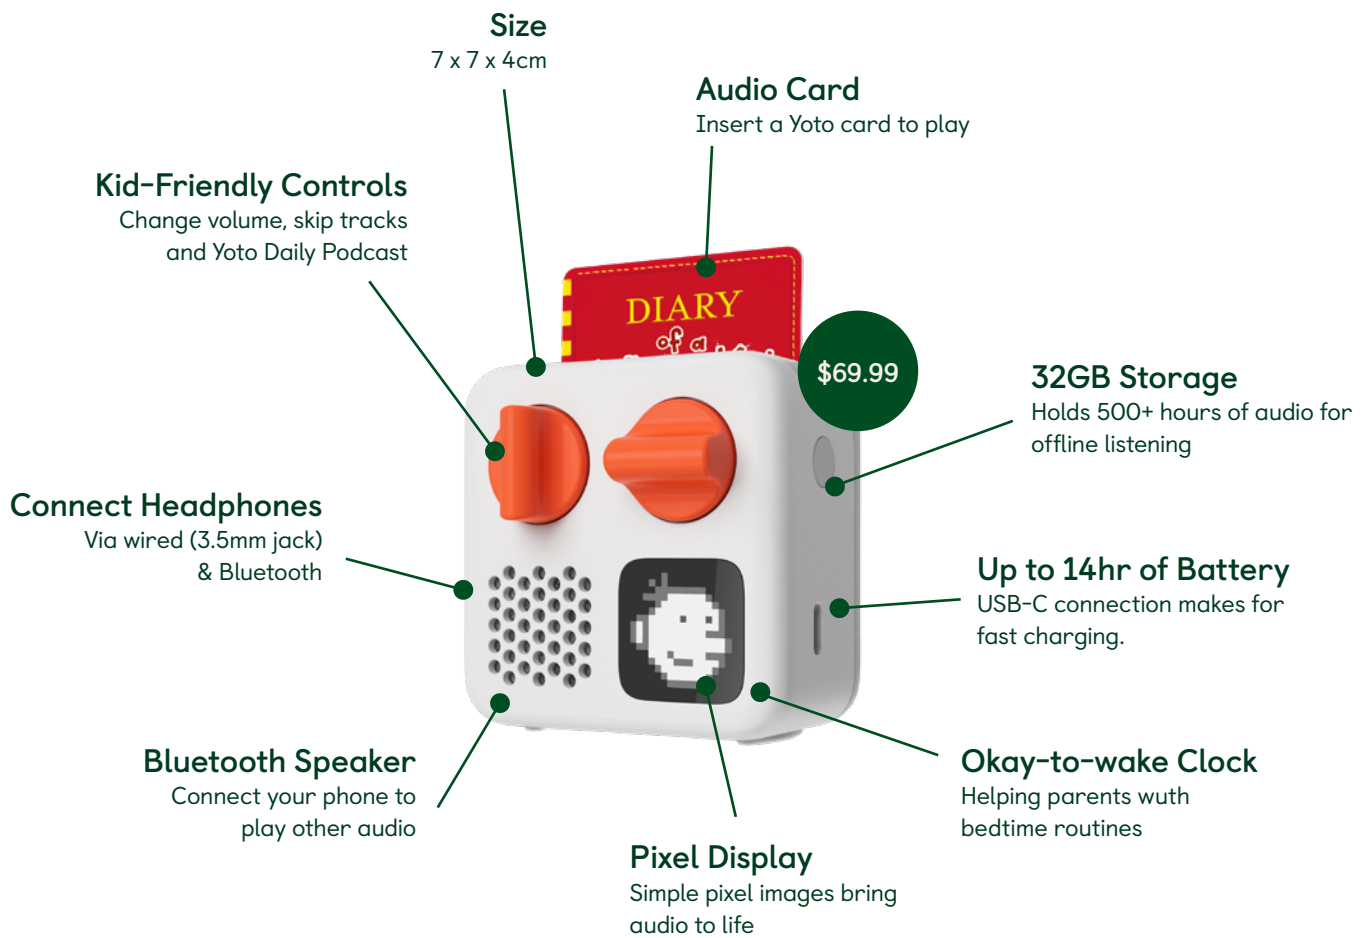 Size
7 x 7 x 4cm
Audio Card
Insert a Yoto card to play
Kid-Friendly Controls
Change volume, skip tracks
and Yoto Daily Podcast
DIARY
of a
$69.99
32GB Storage
Holds 500+ hours of audio for
offline listening
Connect Headphones
Via wired (3.5mm jack)
& Bluetooth
Up to 14hr of Battery
USB-C connection makes for
fast charging.
Bluetooth Speaker
Connect your phone to
play other audio
Okay-to-wake Clock
Helping parents wuth
bedtime routines
Pixel Display
Simple pixel images bring
audio to life